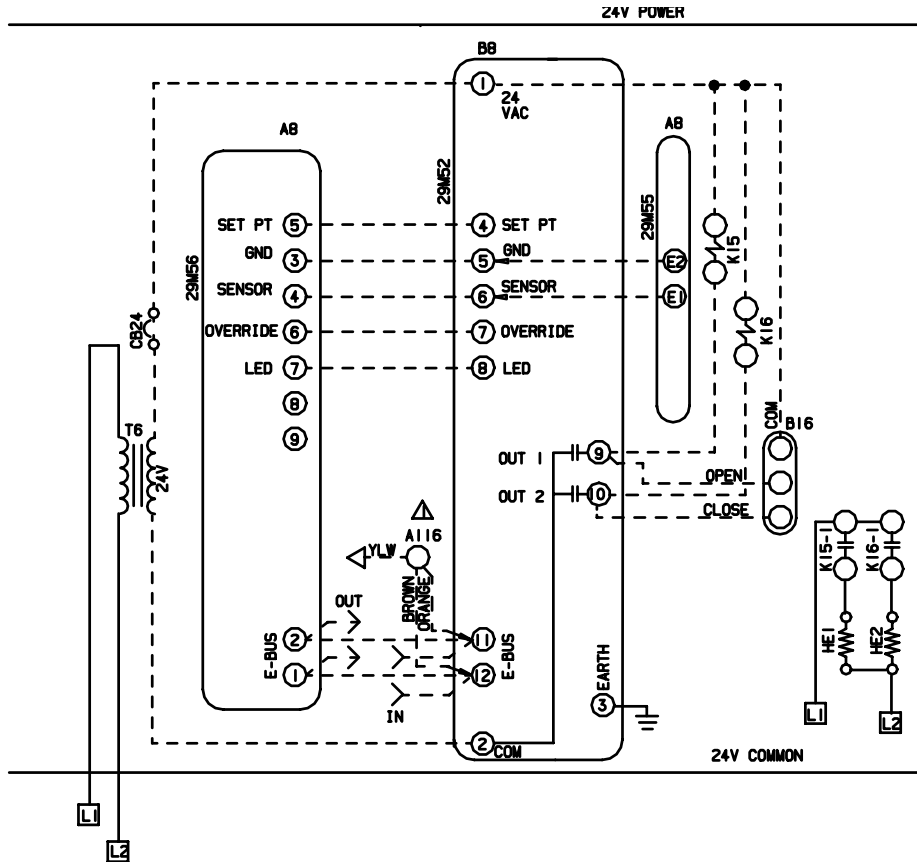 24V POWER
B8
1
24
VAC
A8
A8
29M52
29M56
29M55
SET PT 5
4 SET PT
GND 3
5 GND
E2
SENSOR 4
6 SENSOR
E1
OVERRIDE 6
7 OVERRIDE
LED 7
8 LED
8
9
K15
K16
CB24
T6
24V
COM
B16
OUT 1
9
OPEN
OUT 2
10
CLOSE
A116
YLW
BROWN
ORANGE
OUT
K15-1
K16-1
E-BUS
2
1
11
12
E-BUS
IN
HE1
HE2
EARTH
3
L1
L2
2 COM
24V COMMON
L1
L2